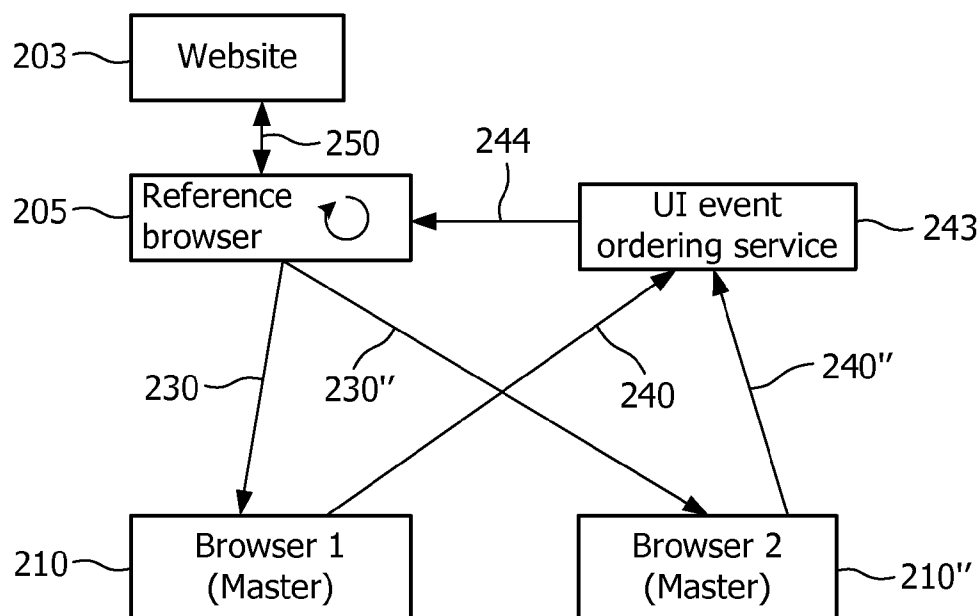 203
Website
250
244
205
Reference
browser
UI event
ordering service
243
230
230″
240
240″
210
Browser 1
(Master)
Browser 2
(Master)
210″